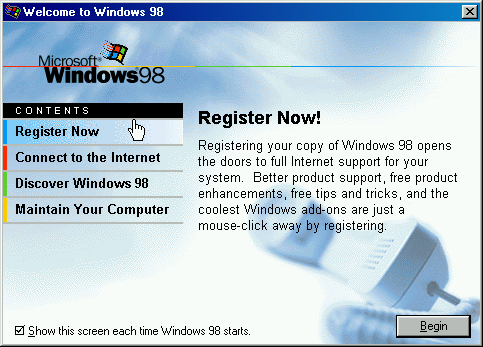 Welcome to Windows 98
Microsoft
Windows98
CONTENTS
Register Now
Connect to the Internet
Discover Windows 98
Maintain Your Computer
Register Now!
Registering your copy of Windows 98 opens
the doors to full Internet support for your
system.  Better product support, free product
enhancements, free tips and tricks, and the
coolest Windows add-ons are just a
mouse-click away by registering.
Show this screen each time Windows 98 starts.
Begin